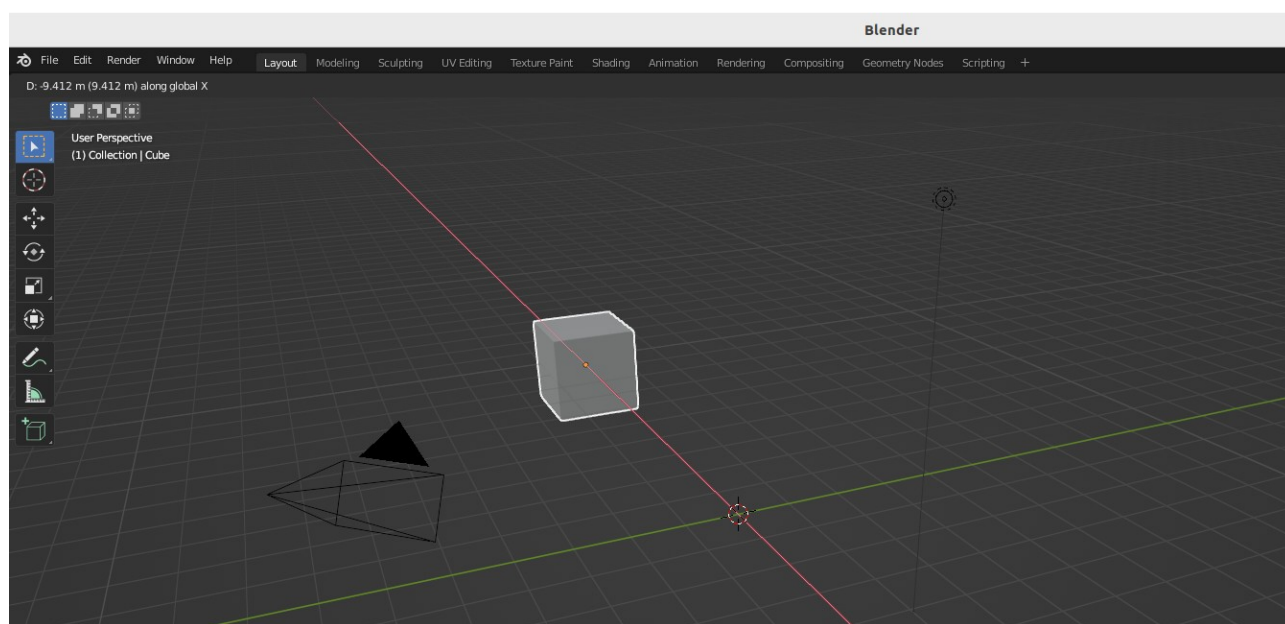 Blender
File Edit Render Window Help Layout Modeling Sculpting UV Editing Texture Paint Shading Animation Rendering Compositing Geometry Nodes Scripting +
D: -9.412 m (9.412 m) along global X
User Perspective
(1) Collection | Cube